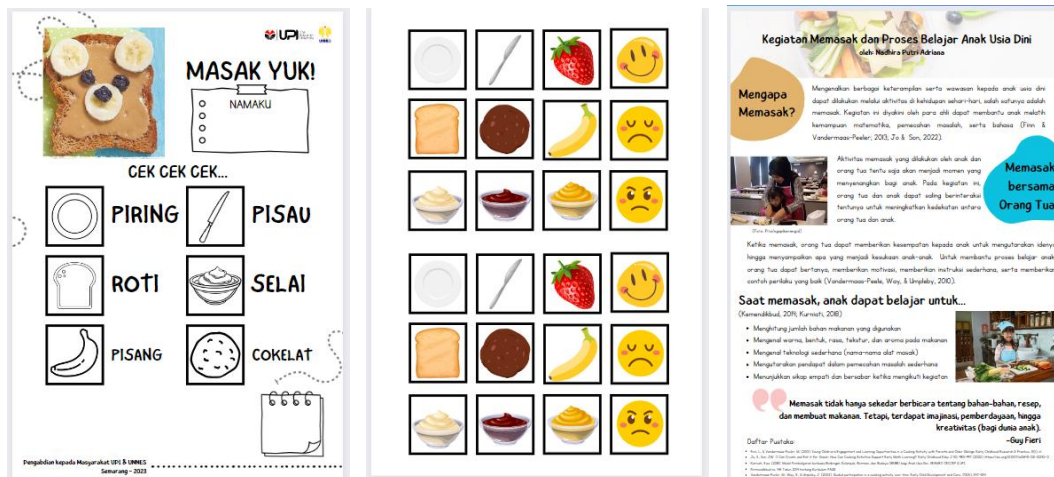 UPI
UNNES
MASAK YUK!
NAMAKU
CEK CEK CEK...
PIRING
PISAU
ROTI
SELAI
PISANG
COKELAT
Pengabdian kepada Masyarakat UPI & UNNES
Semarang - 2023
Kegiatan Memasak dan Proses Belajar Anak Usia Dini
oleh: Nadhira Putri Adriana
Mengapa
Memasak?
Mengenalkan berbagai keterampilan serta wawasan kepada anak usia dini
dapat dilakukan melalui aktivitas di kehidupan sehari-hari, salah satunya adalah
memasak. Kegiatan ini diyakini oleh para ahli dapat membantu anak melatih
kemampuan matematika, pemecahan masalah, serta bahasa (Finn &
Vandermaas-Peeler, 2013; Jo & Son, 2022).
Aktivitas memasak yang dilakukan oleh anak dan
orang tua tentu saja akan menjadi momen yang
menyenangkan bagi anak. Pada kegiatan ini,
orang tua dan anak dapat saling berinteraksi
tentunya untuk meningkatkan kedekatan antara
orang tua dan anak.
Memasak
bersama
Orang Tua
Ketika memasak, orang tua dapat memberikan kesempatan kepada anak untuk mengutarakan idenya
hingga menyampaikan apa yang menjadi kesukaan anak-anak. Untuk membantu proses belajar anak
orang tua dapat bertanya, memberikan motivasi, memberikan instruksi sederhana, serta memberikan
contoh perilaku yang baik (Vandermaas-Peele, Way, & Umpleby, 2010).
Saat memasak, anak dapat belajar untuk...
(Kemendikbud, 2014; Kurniati, 2018)
Menghitung jumlah bahan makanan yang digunakan
Mengenal warna, bentuk, rasa, tekstur, dan aroma pada makanan
Mengenal teknologi sederhana (nama-nama alat masak)
Mengutarakan pendapat dalam pemecahan masalah sederhana
Menunjukkan sikap empati dan bersabar ketika mengikuti kegiatan
Memasak tidak hanya sekedar berbicara tentang bahan-bahan, resep,
dan membuat makanan. Tetapi, terdapat imajinasi, pemberdayaan, hingga
kreativitas (bagi dunia anak).
-Guy Fieri
Daftar Pustaka: